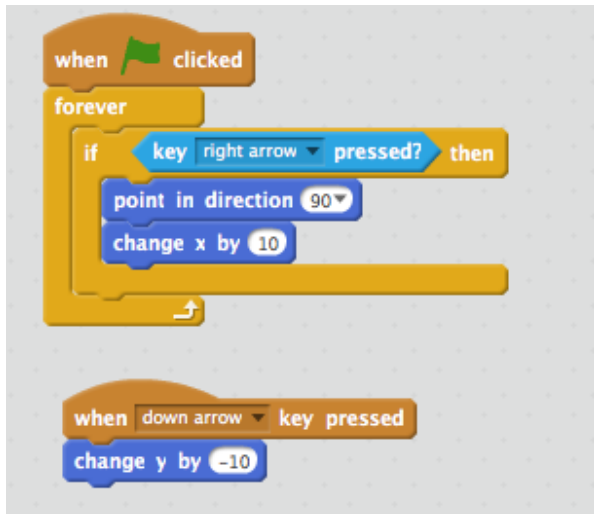 when clicked
forever
if key right arrow pressed? then
point in direction 90
change x by 10
when down arrow key pressed
change y by -10